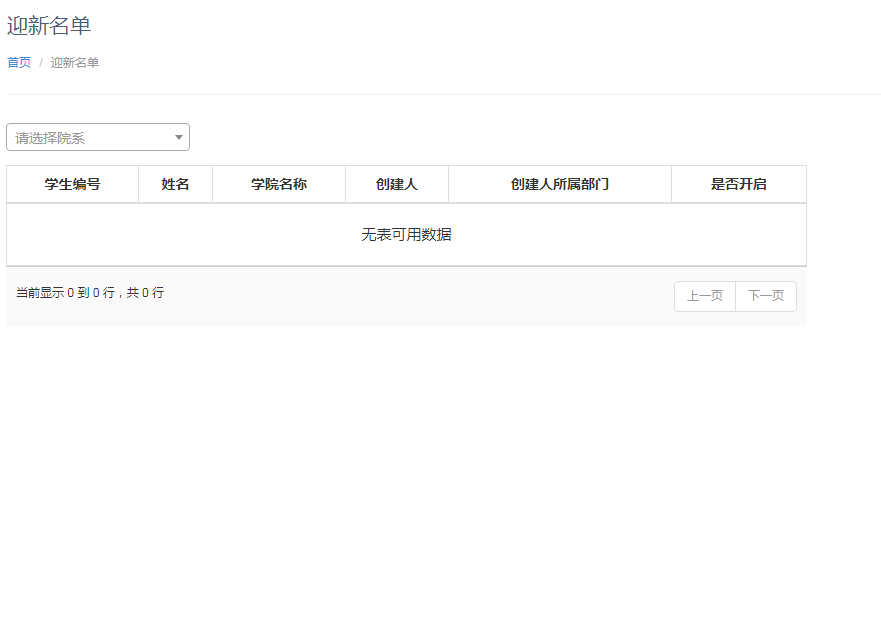 迎新名单
首页 / 迎新名单
请选择院系
学生编号 姓名 学院名称 创建人 创建人所属部门 是否开启
无表可用数据
当前显示 0 到 0 行，共 0 行 上一页 下一页